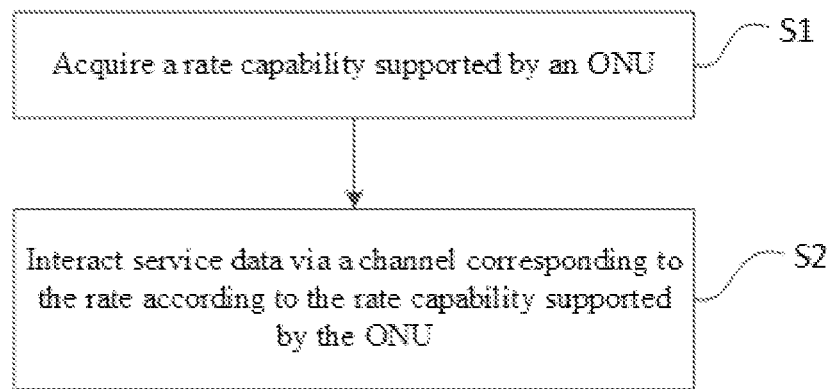 Acquire a rate capability supported by an ONU
S1
Interact service data via a channel corresponding to
the rate according to the rate capability supported
by the ONU
S2